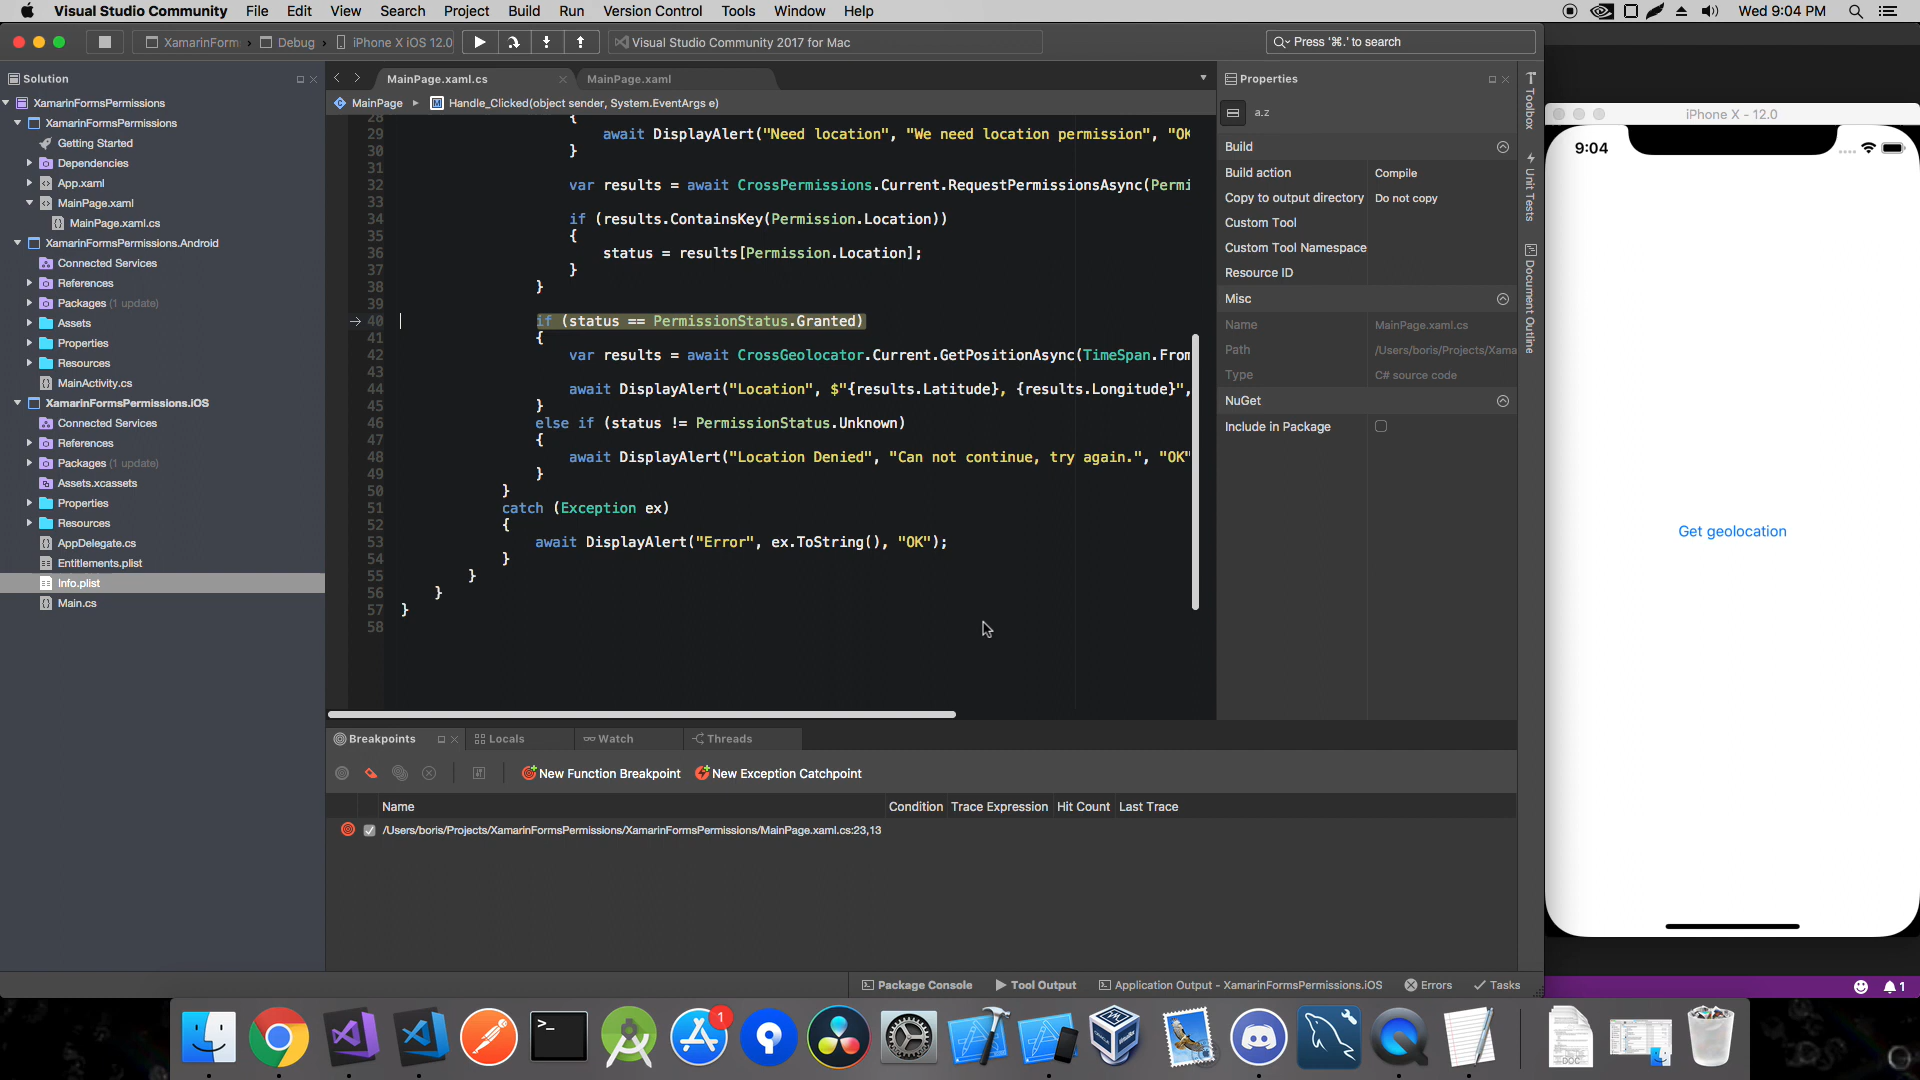 Visual Studio Community File Edit View Search Project Build Run Version Control Tools Window Help Wed 9:04 PM
XamarinForm › Debug › iPhone X iOS 12.0 Visual Studio Community 2017 for Mac Press '⌘.' to search
Solution
XamarinFormsPermissions
XamarinFormsPermissions
Getting Started
Dependencies
App.xaml
MainPage.xaml
MainPage.xaml.cs
XamarinFormsPermissions.Android
Connected Services
References
Packages (1 update)
Assets
Properties
Resources
MainActivity.cs
XamarinFormsPermissions.iOS
Connected Services
References
Packages (1 update)
Assets.xcassets
Properties
Resources
AppDelegate.cs
Entitlements.plist
Info.plist
Main.cs
MainPage.xaml.cs MainPage.xaml
MainPage ▸ Handle_Clicked(object sender, System.EventArgs e)
28 {
29 await DisplayAlert("Need location", "We need location permission", "OK
30 }
31
32 var results = await CrossPermissions.Current.RequestPermissionsAsync(Permi
33
34 if (results.ContainsKey(Permission.Location))
35 {
36 status = results[Permission.Location];
37 }
38 }
39
40 if (status == PermissionStatus.Granted)
41 {
42 var results = await CrossGeolocator.Current.GetPositionAsync(TimeSpan.From
43
44 await DisplayAlert("Location", $"{results.Latitude}, {results.Longitude}",
45 }
46 else if (status != PermissionStatus.Unknown)
47 {
48 await DisplayAlert("Location Denied", "Can not continue, try again.", "OK"
49 }
50 }
51 catch (Exception ex)
52 {
53 await DisplayAlert("Error", ex.ToString(), "OK");
54 }
55 }
56 }
57 }
58
Properties
a.z
Build
Build action Compile
Copy to output directory Do not copy
Custom Tool
Custom Tool Namespace
Resource ID
Misc
Name MainPage.xaml.cs
Path /Users/boris/Projects/Xama
Type C# source code
NuGet
Include in Package
Toolbox
Unit Tests
Document Outline
iPhone X - 12.0
9:04
Get geolocation
Breakpoints Locals Watch Threads
New Function Breakpoint New Exception Catchpoint
Name Condition Trace Expression Hit Count Last Trace
/Users/boris/Projects/XamarinFormsPermissions/XamarinFormsPermissions/MainPage.xaml.cs:23,13
Package Console Tool Output Application Output - XamarinFormsPermissions.iOS Errors Tasks
1
1
DOC